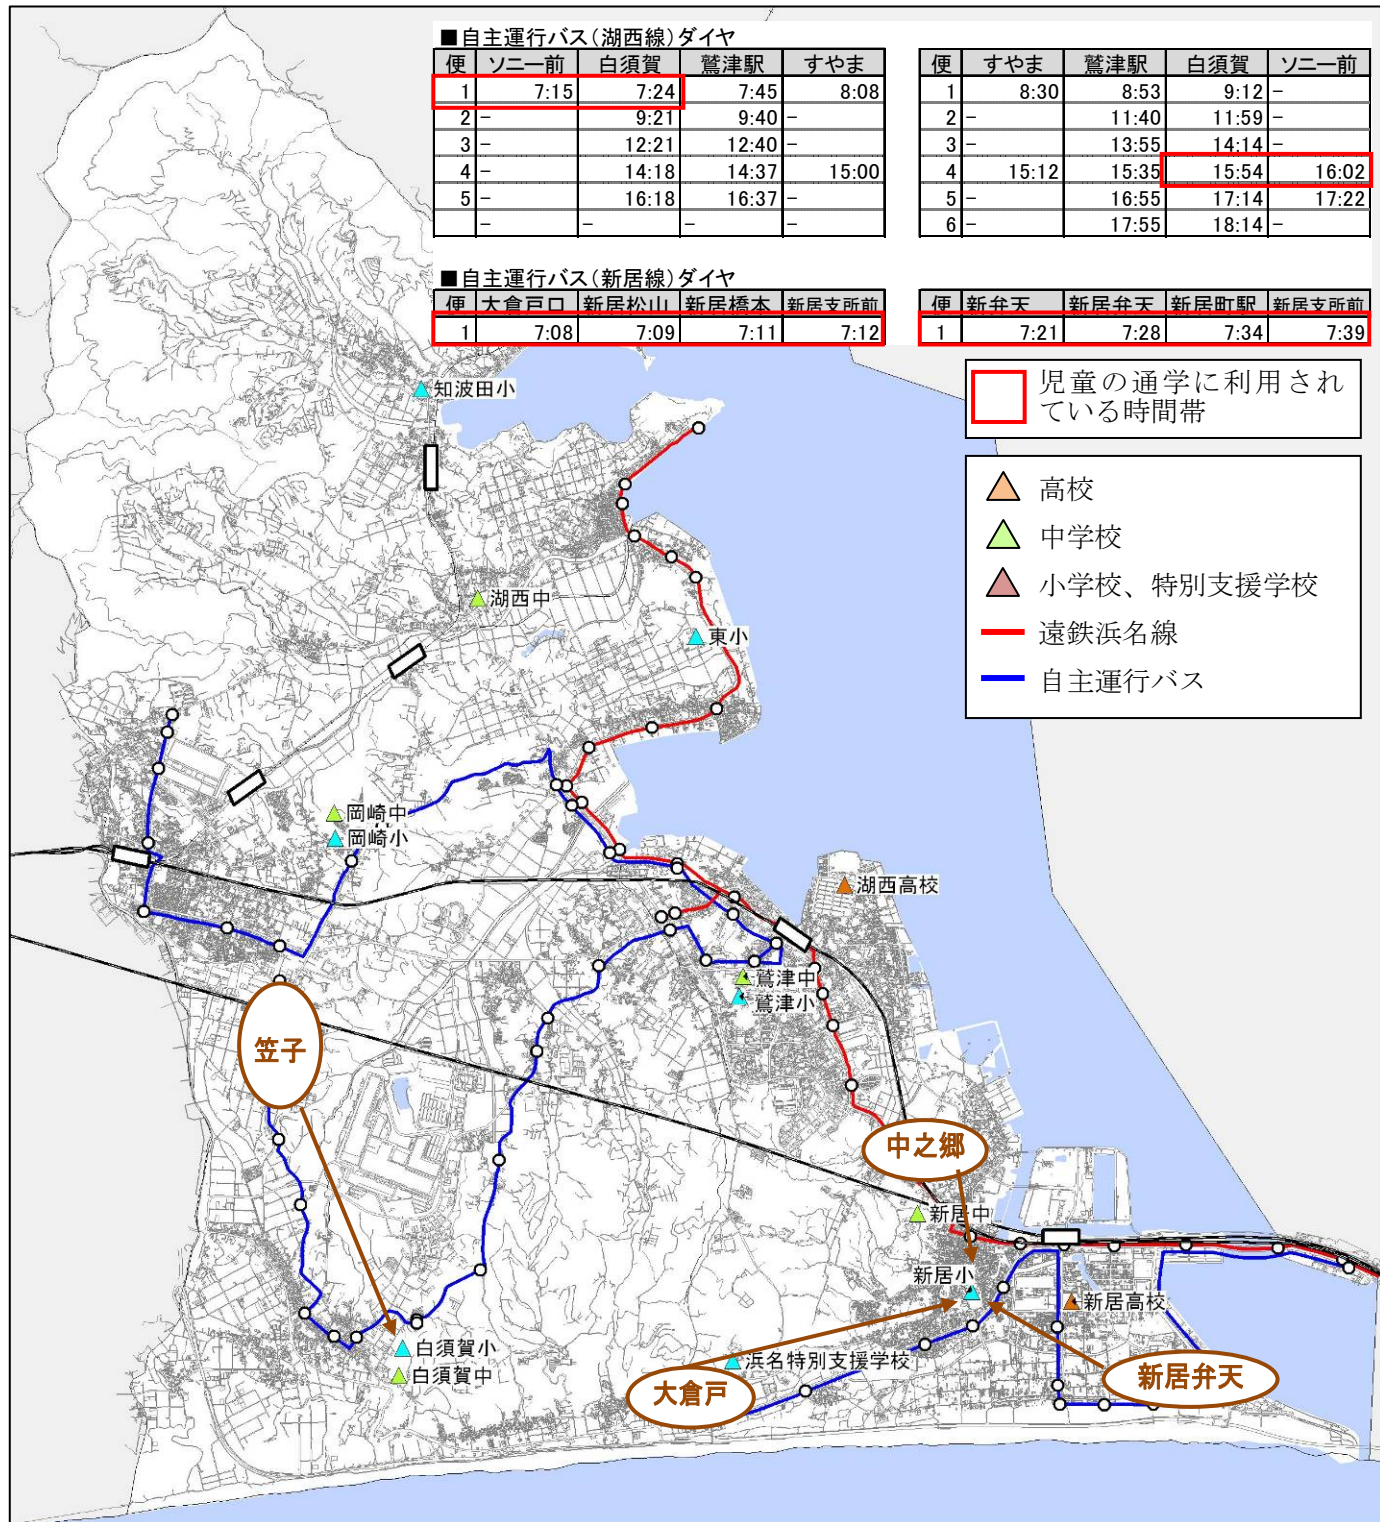 ■自主運行バス(湖西線)ダイヤ
便 ソニー前 白須賀 鷲津駅 すやま
1 7:15 7:24 7:45 8:08
2 － 9:21 9:40 －
3 － 12:21 12:40 －
4 － 14:18 14:37 15:00
5 － 16:18 16:37 －
－ － － －
便 すやま 鷲津駅 白須賀 ソニー前
1 8:30 8:53 9:12 －
2 － 11:40 11:59 －
3 － 13:55 14:14 －
4 15:12 15:35 15:54 16:02
5 － 16:55 17:14 17:22
6 － 17:55 18:14 －
■自主運行バス(新居線)ダイヤ
便 大倉戸口 新居松山 新居橋本 新居支所前
1 7:08 7:09 7:11 7:12
便 新弁天 新居弁天 新居町駅 新居支所前
1 7:21 7:28 7:34 7:39
児童の通学に利用され
ている時間帯
高校
中学校
小学校、特別支援学校
遠鉄浜名線
自主運行バス
知波田小
湖西中
東小
岡崎中
岡崎小
湖西高校
鷲津中
鷲津小
笠子
中之郷
新居中
新居小
新居高校
白須賀小
白須賀中
浜名特別支援学校
大倉戸
新居弁天